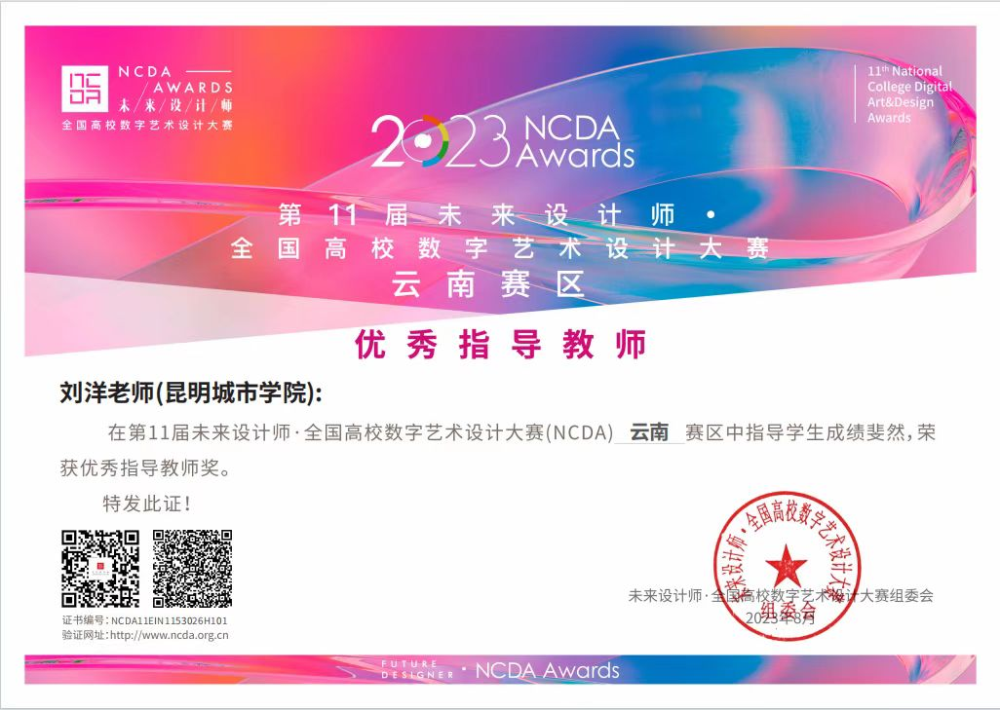 NCDA
AWARDS
未来设计师
全国高校数字艺术设计大赛
11th National
College Digital
Art&Design
Awards
2023 NCDA
Awards
第11届未来设计师·
全国高校数字艺术设计大赛
云南赛区
优秀指导教师
刘洋老师(昆明城市学院):
在第11届未来设计师·全国高校数字艺术设计大赛(NCDA) 云南 赛区中指导学生成绩斐然,荣
获优秀指导教师奖。
特发此证！
未来设计师·全国高校数字艺术设计大赛
组委会
未来设计师·全国高校数字艺术设计大赛组委会
2023年8月
证书编号：NCDA11EIN1153026H101
验证网址：http://www.ncda.org.cn
FUTURE
DESIGNER
NCDA Awards